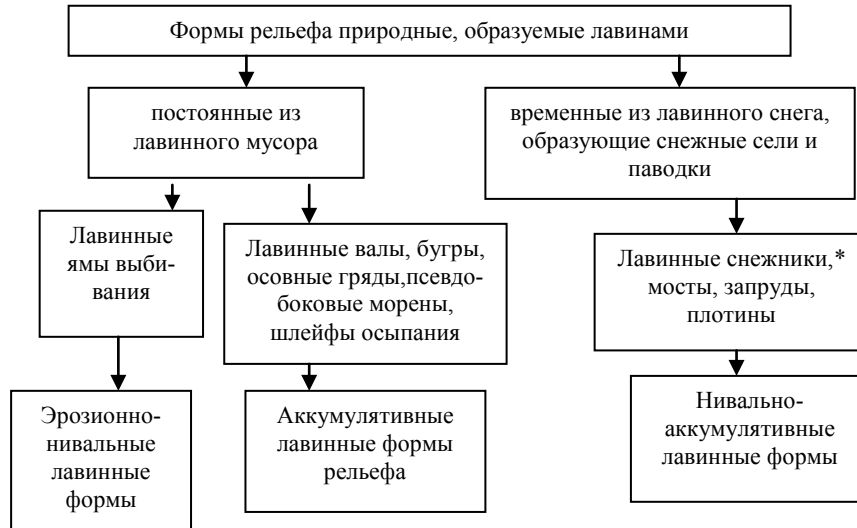 Формы рельефа природные, образуемые лавинами
постоянные из
лавинного мусора
временные из лавинного снега,
образующие снежные сели и
паводки
Лавинные
ямы выби-
вания
Лавинные валы, бугры,
осовные гряды,псевдо-
боковые морены,
шлейфы осыпания
Лавинные снежники,*
мосты, запруды,
плотины
Эрозионно-
нивальные
лавинные
формы
Аккумулятивные
лавинные формы
рельефа
Нивально-
аккумулятивные
лавинные формы